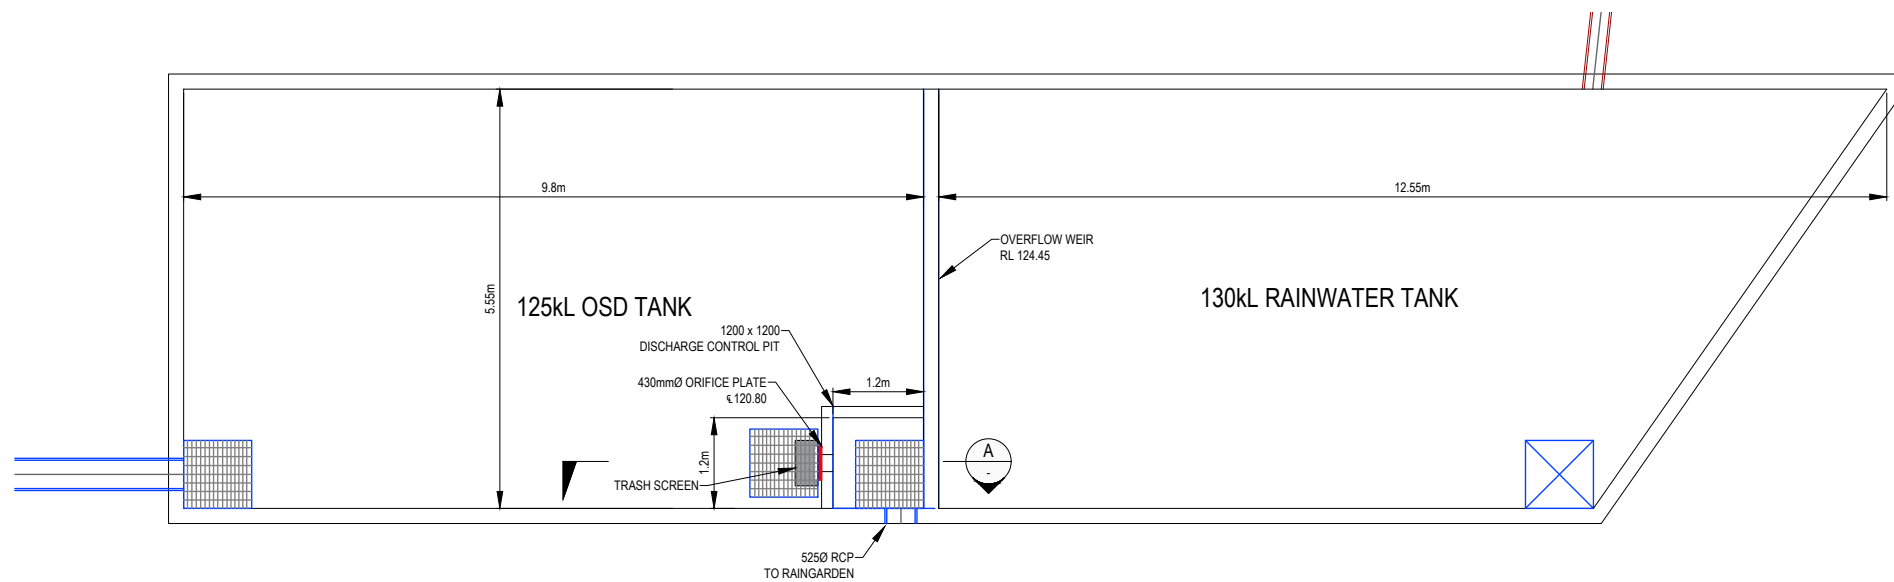 9.8m
12.55m
OVERFLOW WEIR
RL 124.45
5.55m
125kL OSD TANK
130kL RAINWATER TANK
1200 x 1200
DISCHARGE CONTROL PIT
430mmØ ORIFICE PLATE
℄ 120.80
1.2m
1.2m
TRASH SCREEN
A
-
525Ø RCP
TO RAINGARDEN